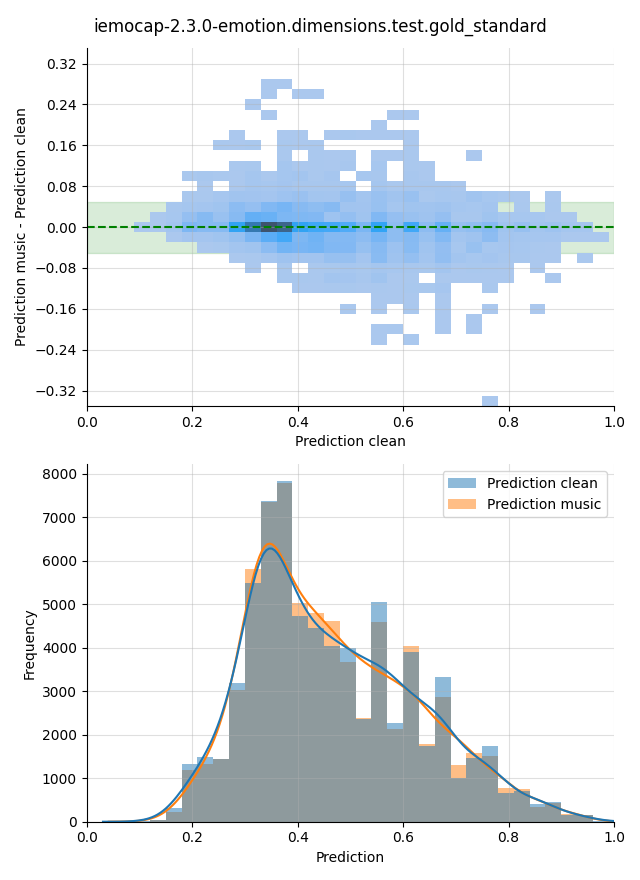 iemocap-2.3.0-emotion.dimensions.test.gold_standard
Prediction music - Prediction clean
0.32
0.24
0.16
0.08
0.00
−0.08
−0.16
−0.24
−0.32
0.0 0.2 0.4 0.6 0.8 1.0
Prediction clean
Frequency
8000
7000
6000
5000
4000
3000
2000
1000
0
Prediction clean
Prediction music
0.0 0.2 0.4 0.6 0.8 1.0
Prediction